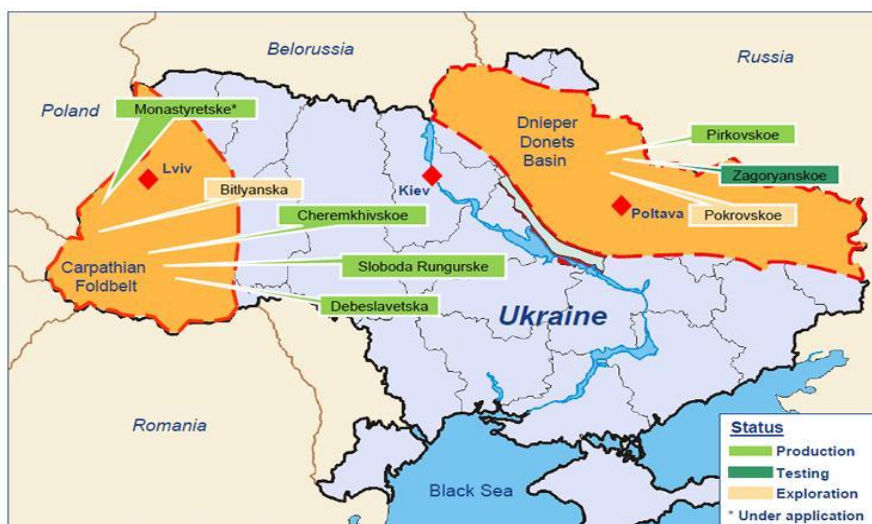 Belorussia
Russia
Poland
Monastyretske*
Dnieper
Donets
Basin
Pirkovskoe
Lviv
Zagoryanskoe
Bitlyanska
Kiev
Cheremkhivskoe
Poltava
Pokrovskoe
Carpathian
Foldbelt
Sloboda Rungurske
Debeslavetska
Ukraine
Romania
Black Sea
Status
Production
Testing
Exploration
* Under application